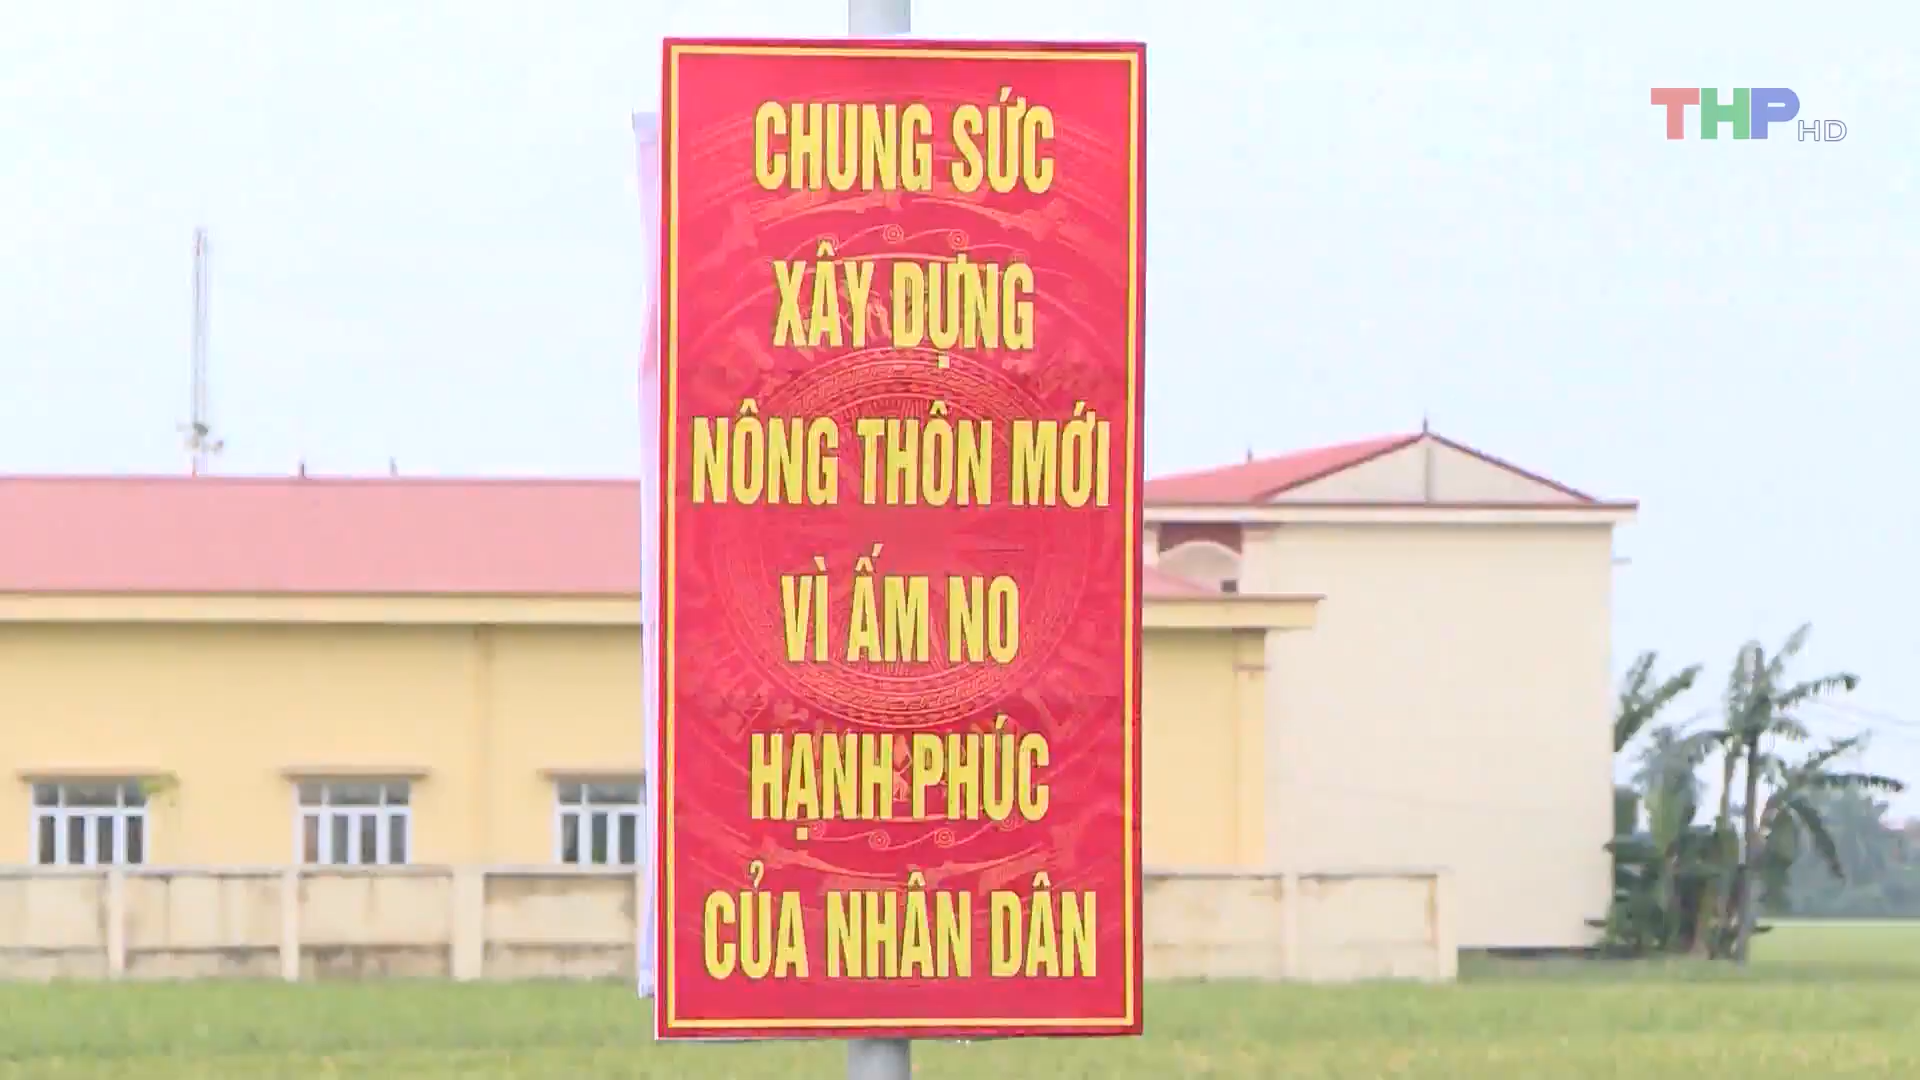 THP HD
CHUNG SỨC
XÂY DỰNG
NÔNG THÔN MỚI
VÌ ẤM NO
HẠNH PHÚC
CỦA NHÂN DÂN